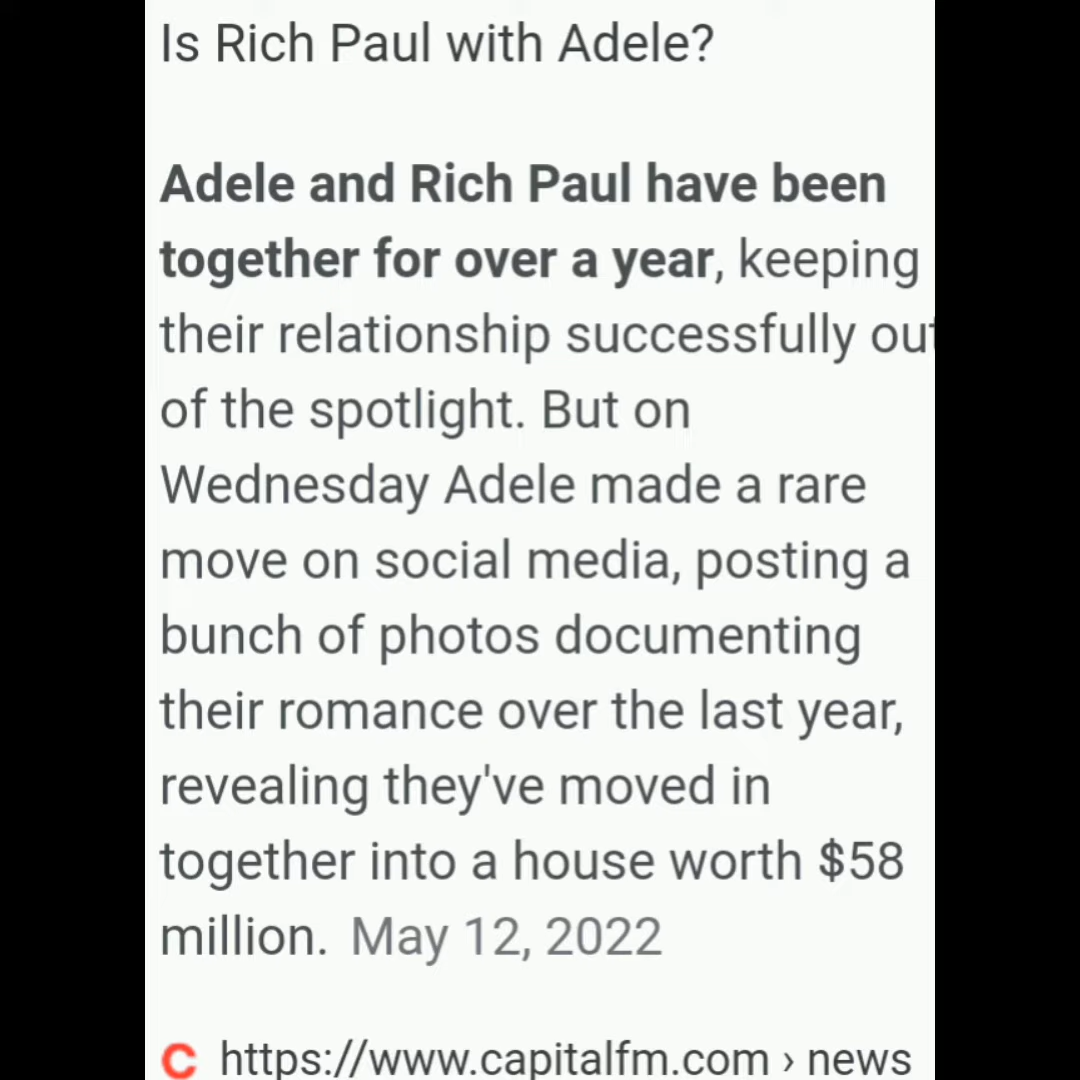 Is Rich Paul with Adele?
Adele and Rich Paul have been
together for over a year, keeping
their relationship successfully out
of the spotlight. But on
Wednesday Adele made a rare
move on social media, posting a
bunch of photos documenting
their romance over the last year,
revealing they've moved in
together into a house worth $58
million. May 12, 2022
C https://www.capitalfm.com › news